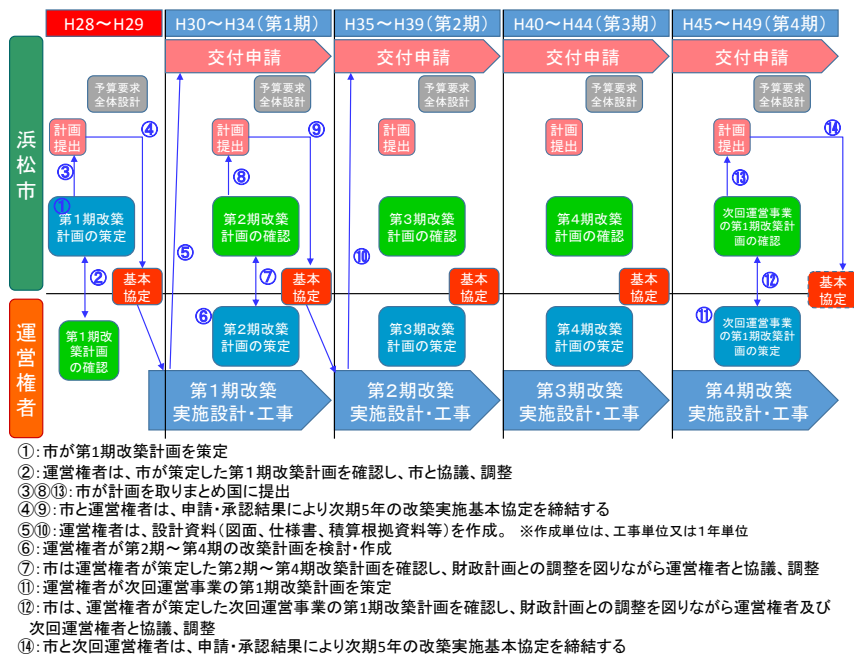 H28～H29
H30～H34（第1期）
H35～H39（第2期）
H40～H44（第3期）
H45～H49（第4期）
浜松市
交付申請
交付申請
交付申請
交付申請
予算要求
全体設計
予算要求
全体設計
予算要求
全体設計
予算要求
全体設計
予算要求
全体設計
計画
提出
④
計画
提出
⑨
計画
提出
計画
提出
計画
提出
⑭
③
⑧
⑬
①
第1期改築
計画の策定
第2期改築
計画の確認
第3期改築
計画の確認
第4期改築
計画の確認
次回運営事業
の第1期改築計
画の確認
②
⑤
⑦
⑩
⑫
基本
協定
基本
協定
基本
協定
基本
協定
基本
協定
運営権者
第1期改
築計画
の確認
⑥
第2期改築
計画の策定
第3期改築
計画の策定
第4期改築
計画の策定
⑪
次回運営事業
の第1期改築計
画の策定
第1期改築
実施設計・工事
第2期改築
実施設計・工事
第3期改築
実施設計・工事
第4期改築
実施設計・工事
①：市が第1期改築計画を策定
②：運営権者は、市が策定した第1期改築計画を確認し、市と協議、調整
③⑧⑬：市が計画を取りまとめ国に提出
④⑨：市と運営権者は、申請・承認結果により次期5年の改築実施基本協定を締結する
⑤⑩：運営権者は、設計資料（図面、仕様書、積算根拠資料等）を作成。 ※作成単位は、工事単位又は1年単位
⑥：運営権者が第2期～第4期の改築計画を検討・作成
⑦：市は運営権者が策定した第2期～第4期改築計画を確認し、財政計画との調整を図りながら運営権者と協議、調整
⑪：運営権者が次回運営事業の第1期改築計画を策定
⑫：市は、運営権者が策定した次回運営事業の第1期改築計画を確認し、財政計画との調整を図りながら運営権者及び
次回運営権者と協議、調整
⑭：市と次回運営権者は、申請・承認結果により次期5年の改築実施基本協定を締結する